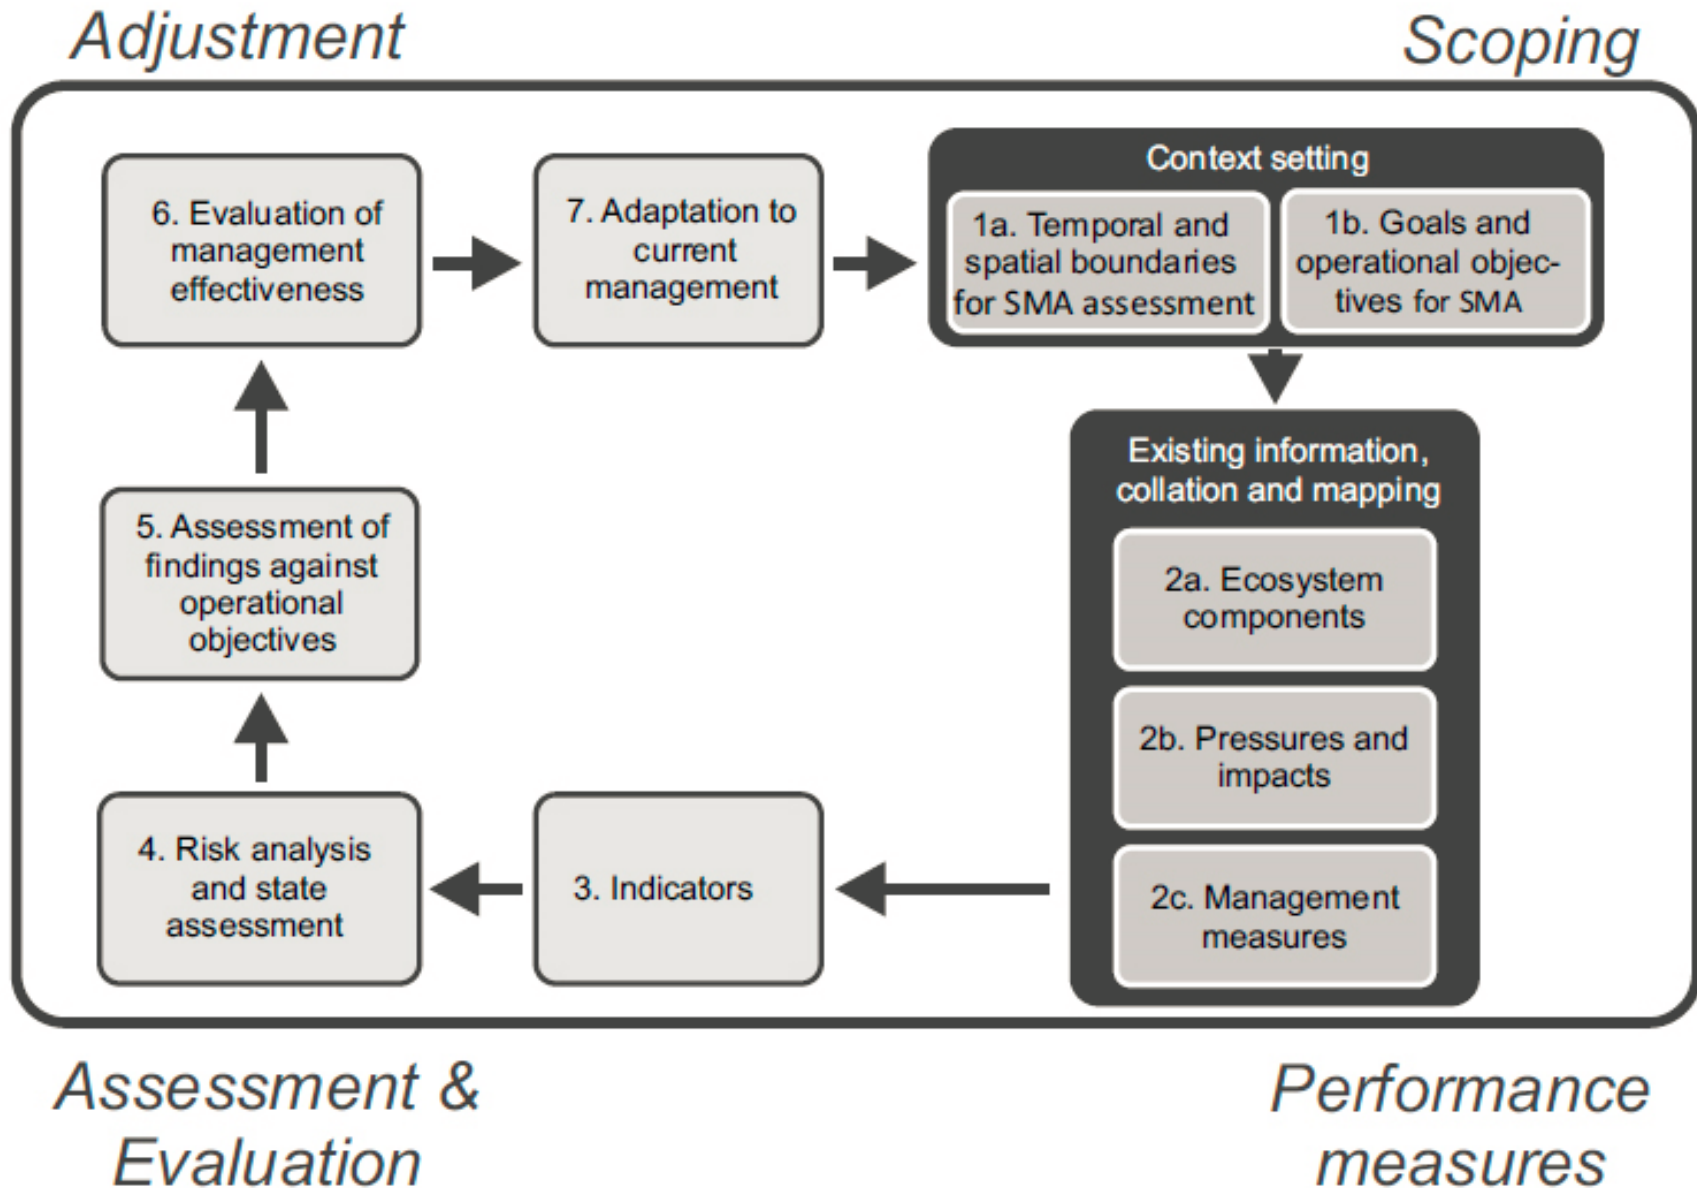 Adjustment
Scoping
6. Evaluation of
management
effectiveness
7. Adaptation to
current
management
Context setting
1a. Temporal and
spatial boundaries
for SMA assessment
1b. Goals and
operational objec-
tives for SMA
Existing information,
collation and mapping
2a. Ecosystem
components
2b. Pressures and
impacts
2c. Management
measures
3. Indicators
4. Risk analysis
and state
assessment
5. Assessment of
findings against
operational
objectives
Assessment &
Evaluation
Performance
measures